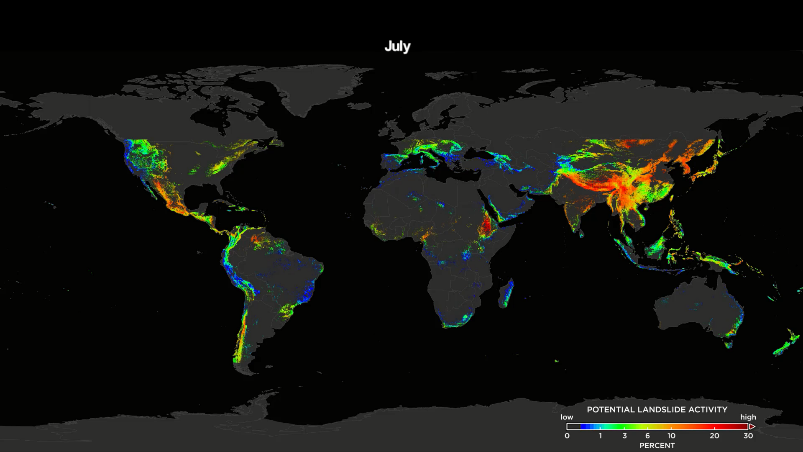 July
POTENTIAL LANDSLIDE ACTIVITY
low high
0 1 3 6 10 20 30
PERCENT